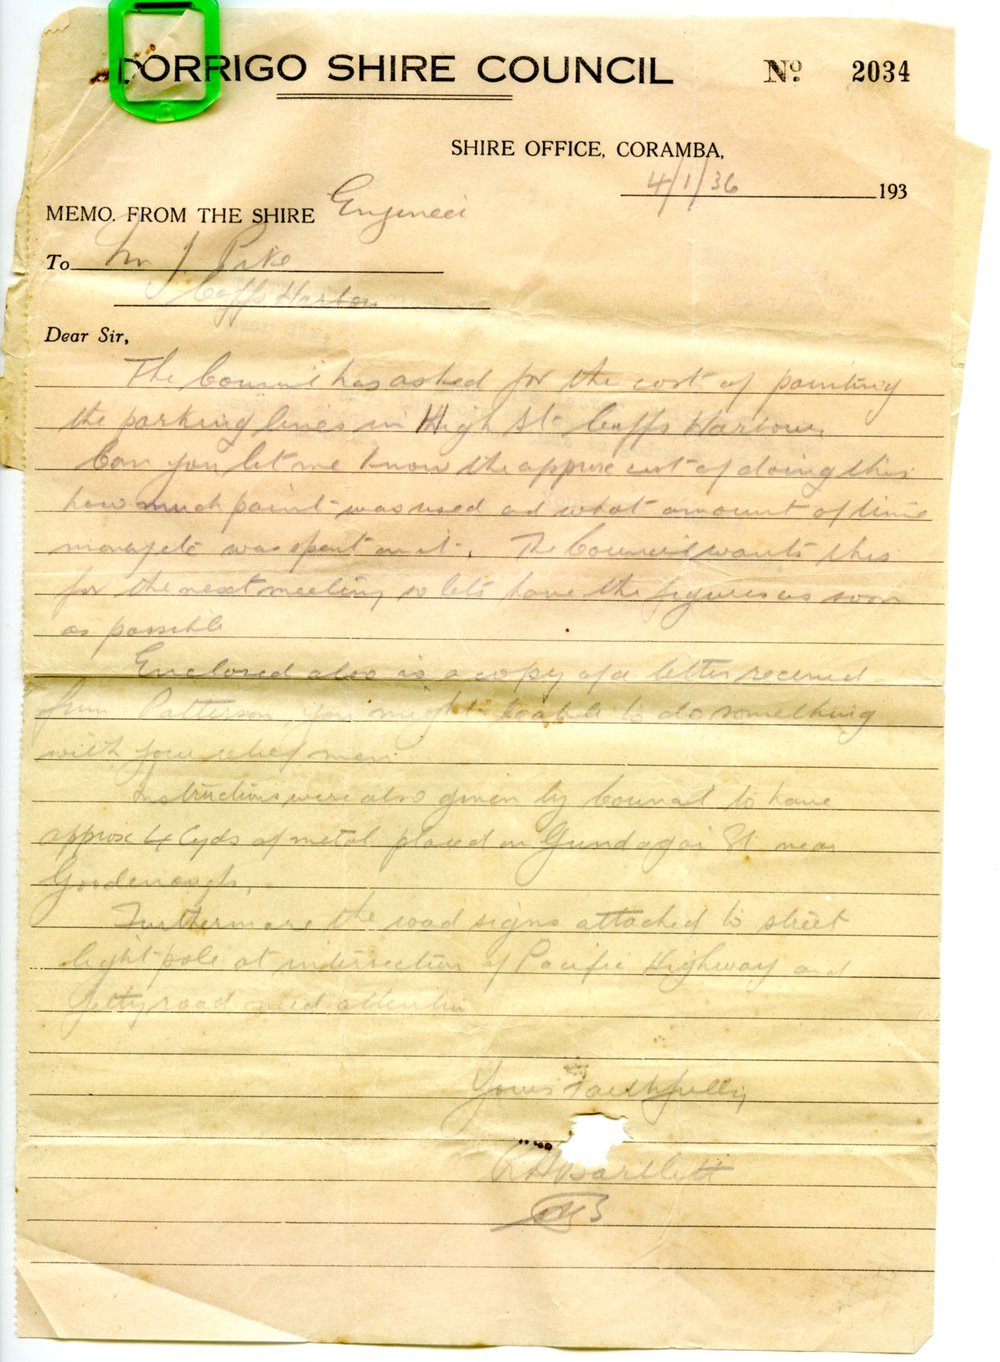 DORRIGO SHIRE COUNCIL
No 2034
SHIRE OFFICE, CORAMBA,
4/1/36 193
MEMO. FROM THE SHIRE Engineer
To Mr J. Pike
Coffs Harbour
Dear Sir,
The Council has asked for the cost of painting
the parking lines in High St Coffs Harbour.
Can you let me know the approx cost of doing this
how much paint was used and what amount of time
was spent on it. The Council wants this
for the next meeting so lets have the figures as soon
as possible
Enclosed also is a copy of a letter received
from Patterson, you might be able to do something
with your relief men.
Instructions were also given by Council to have
approx 4 Cyds of metal placed on Gundagai St near
Goodenough.
Furthermore the road signs attached to street
light pole at intersection of Pacific Highway and
Jetty road need attention
Yours Faithfully
Bartlett